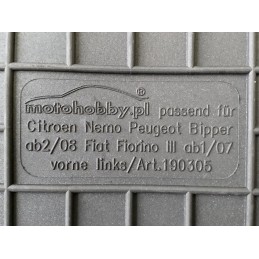 motohobby.pl passend für
Citroen Nemo Peugeot Bipper
ab2/08 Fiat Fiorino III ab1/07
vorne links/Art.190305